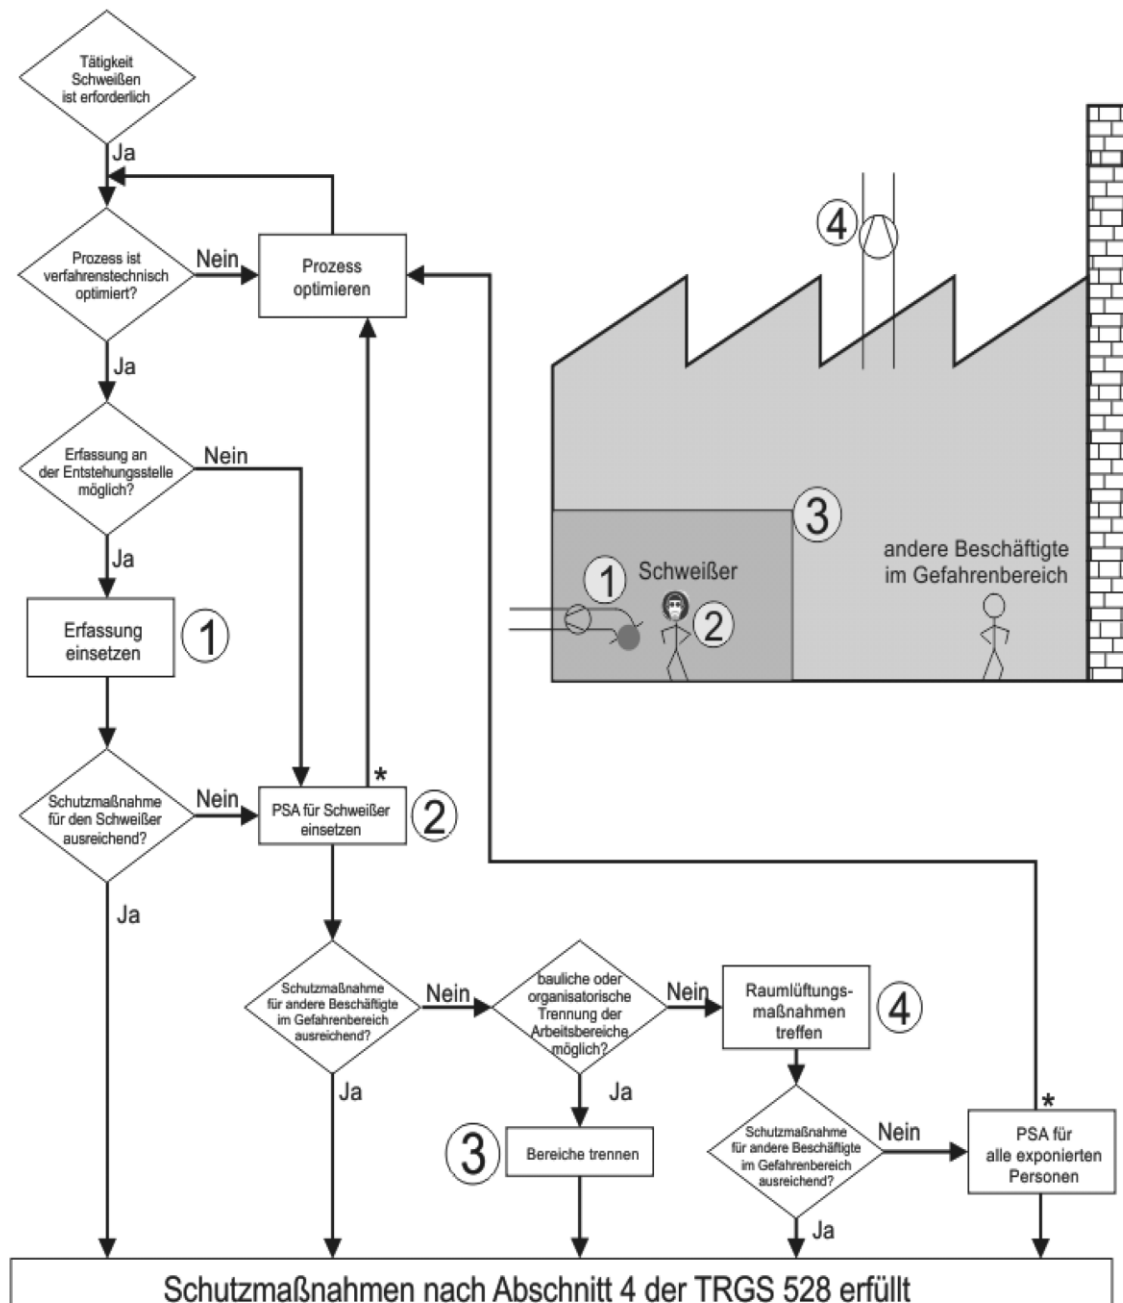 Tätigkeit
Schweißen
ist erforderlich
Ja
Prozess ist
verfahrenstechnisch
optimiert?
Nein
Prozess
optimieren
Ja
Erfassung an
der Entstehungsstelle
möglich?
Nein
Ja
Erfassung
einsetzen
1
Schutzmaßnahme
für den Schweißer
ausreichend?
Nein
*
PSA für Schweißer
einsetzen
2
Ja
Schutzmaßnahme
für andere Beschäftigte
im Gefahrenbereich
ausreichend?
Nein
bauliche oder
organisatorische
Trennung der
Arbeitsbereiche
möglich?
Nein
Raumlüftungs-
maßnahmen
treffen
4
Ja
Ja
3
Bereiche trennen
Schutzmaßnahme
für andere Beschäftigte
im Gefahrenbereich
ausreichend?
Nein
*
PSA für
alle exponierten
Personen
Ja
4
3
1
Schweißer
2
andere Beschäftigte
im Gefahrenbereich
Schutzmaßnahmen nach Abschnitt 4 der TRGS 528 erfüllt